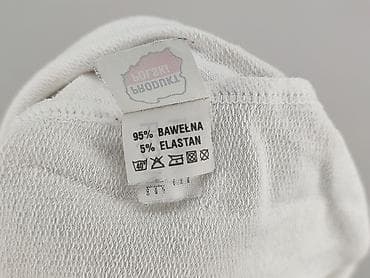 PRODUKT
POLSKI
95% BAWEŁNA
5% ELASTAN